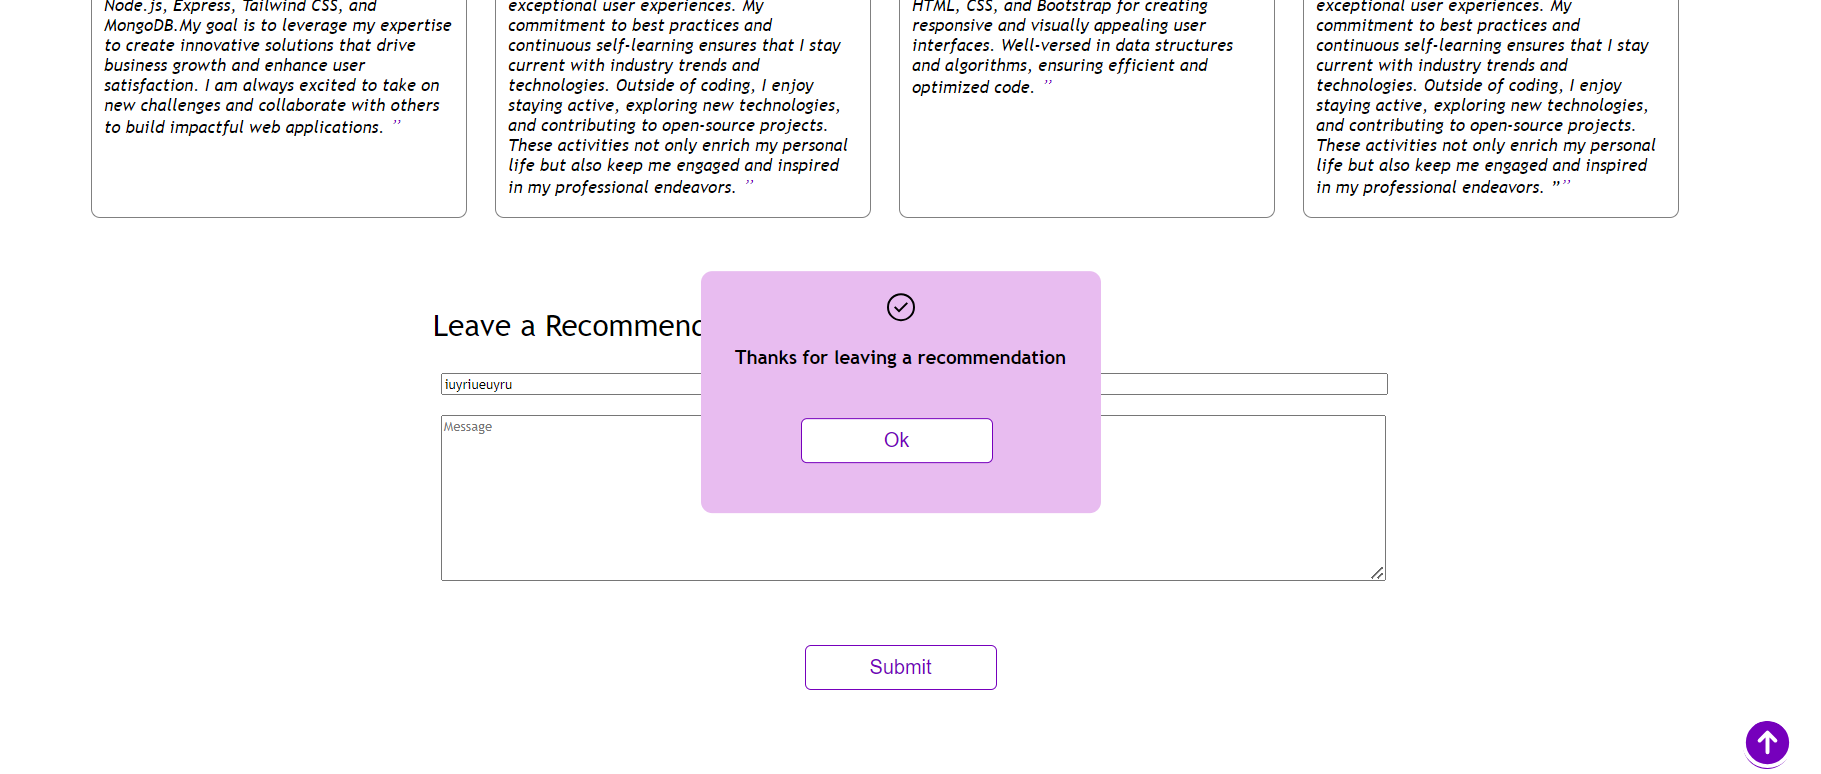 Node.js, Express, Tailwind CSS, and
MongoDB.My goal is to leverage my expertise
to create innovative solutions that drive
business growth and enhance user
satisfaction. I am always excited to take on
new challenges and collaborate with others
to build impactful web applications. ”
exceptional user experiences. My
commitment to best practices and
continuous self-learning ensures that I stay
current with industry trends and
technologies. Outside of coding, I enjoy
staying active, exploring new technologies,
and contributing to open-source projects.
These activities not only enrich my personal
life but also keep me engaged and inspired
in my professional endeavors. ”
HTML, CSS, and Bootstrap for creating
responsive and visually appealing user
interfaces. Well-versed in data structures
and algorithms, ensuring efficient and
optimized code. ”
exceptional user experiences. My
commitment to best practices and
continuous self-learning ensures that I stay
current with industry trends and
technologies. Outside of coding, I enjoy
staying active, exploring new technologies,
and contributing to open-source projects.
These activities not only enrich my personal
life but also keep me engaged and inspired
in my professional endeavors. ””
Leave a Recommend
Thanks for leaving a recommendation
iuyriueuyru
Message
Ok
Submit